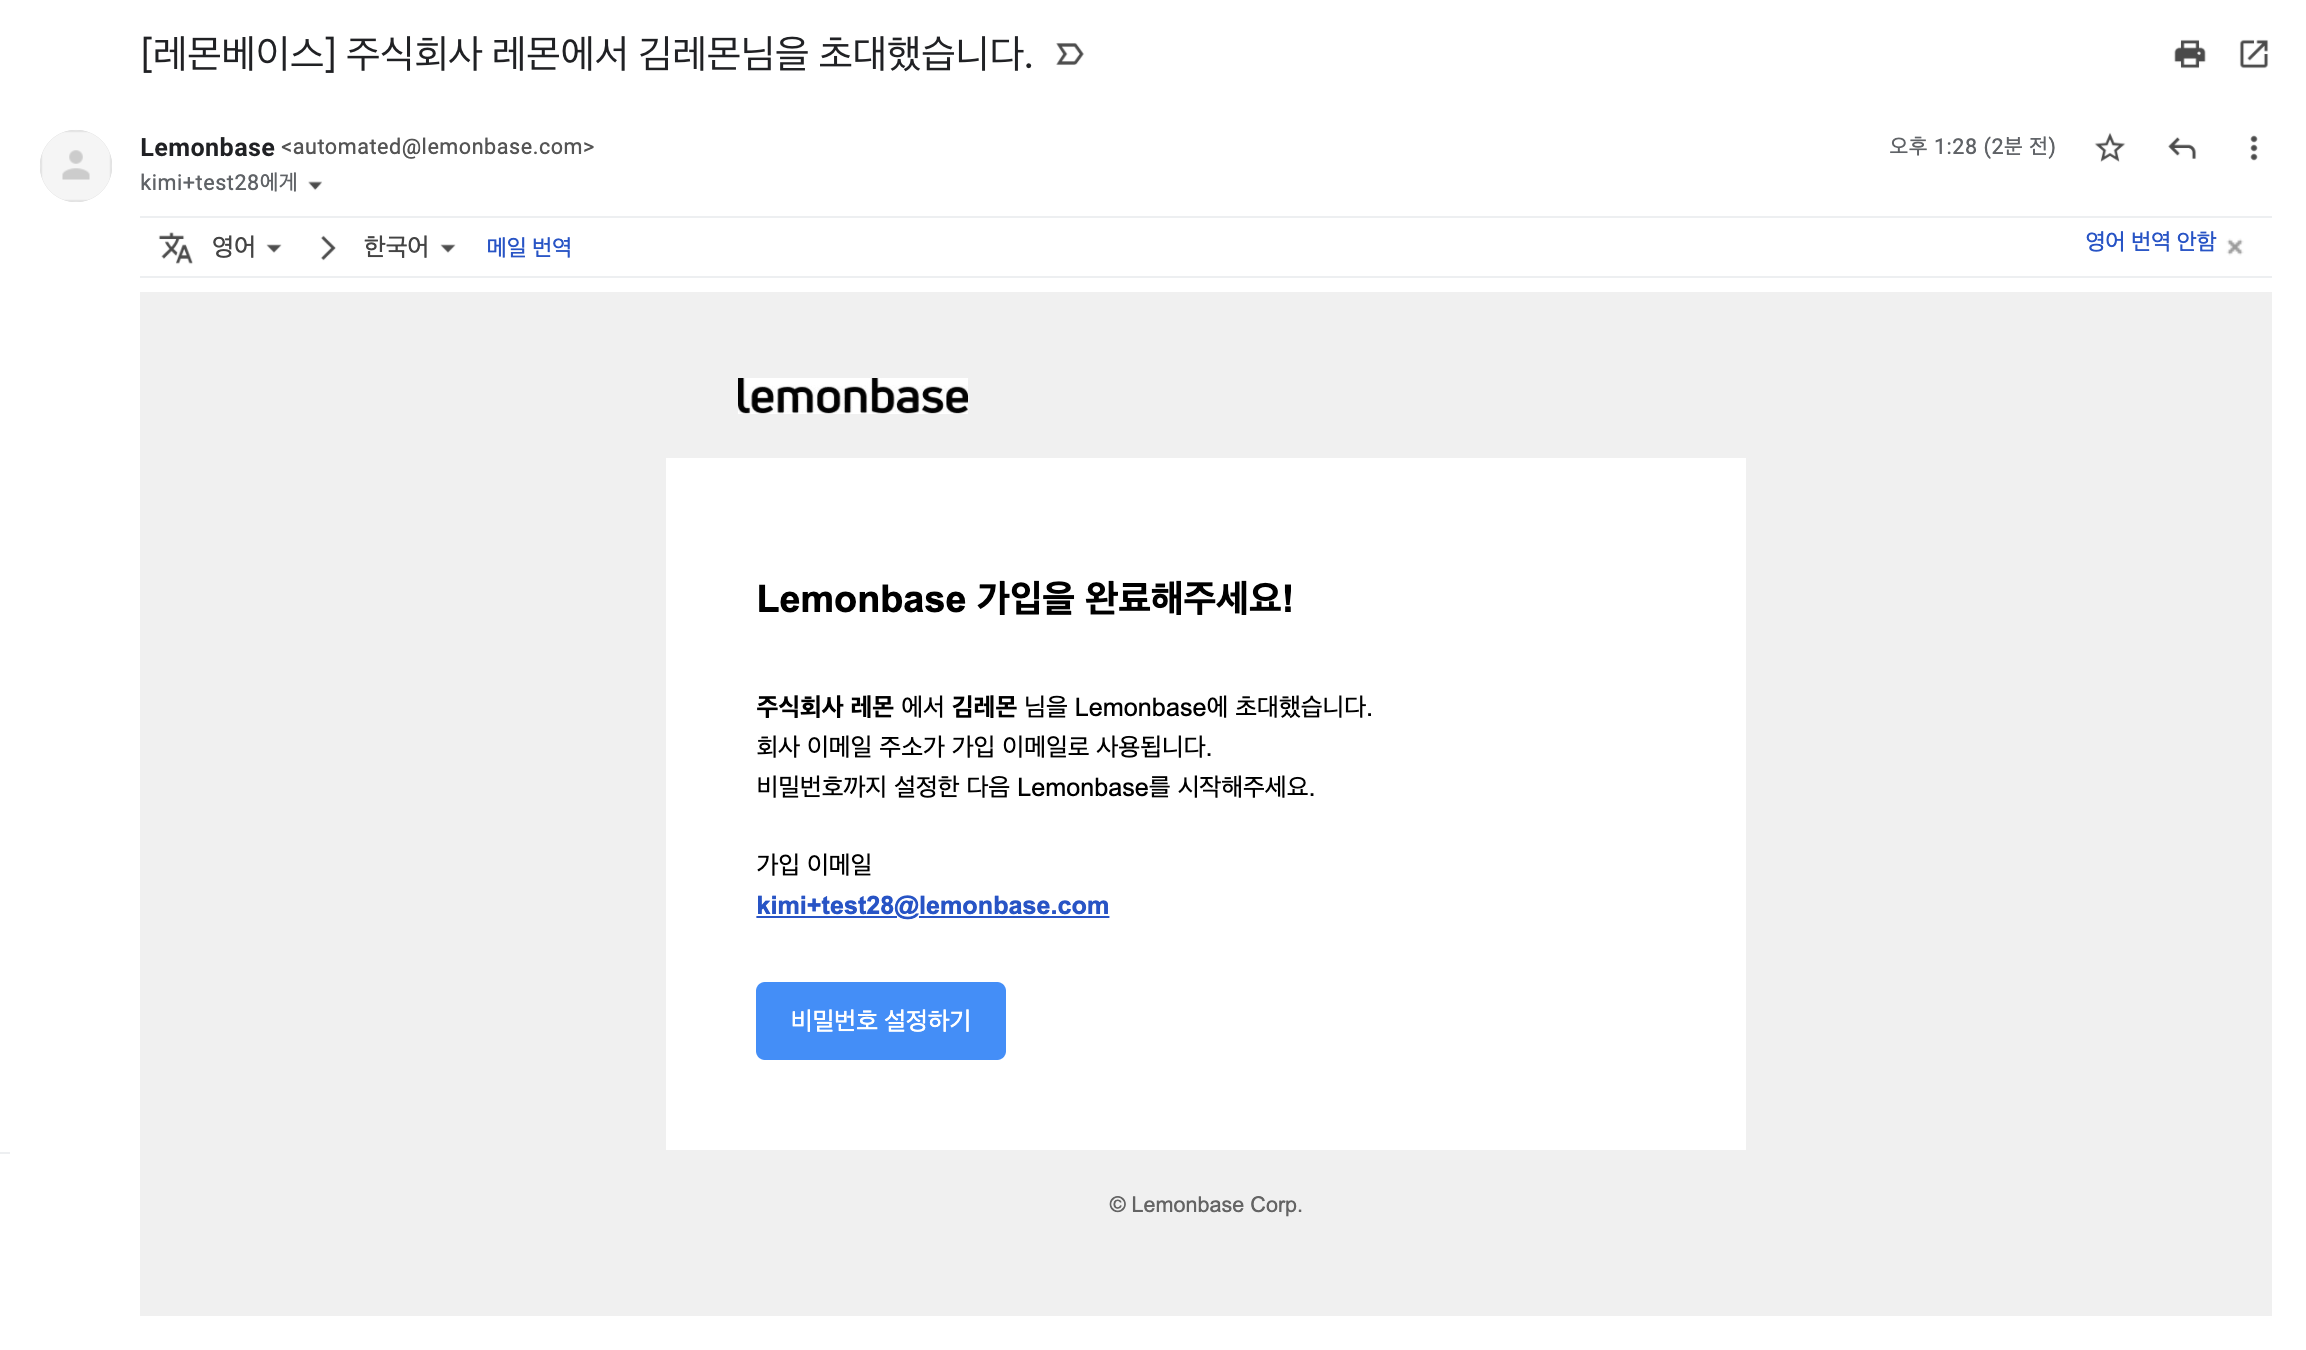 [레몬베이스] 주식회사 레몬에서 김레몬님을 초대했습니다.
Lemonbase <automated@lemonbase.com>
오후 1:28 (2분 전)
kimi+test28에게
영어 한국어 메일 번역
영어 번역 안함
lemonbase
Lemonbase 가입을 완료해주세요!
주식회사 레몬 에서 김레몬 님을 Lemonbase에 초대했습니다.
회사 이메일 주소가 가입 이메일로 사용됩니다.
비밀번호까지 설정한 다음 Lemonbase를 시작해주세요.
가입 이메일
kimi+test28@lemonbase.com
비밀번호 설정하기
© Lemonbase Corp.